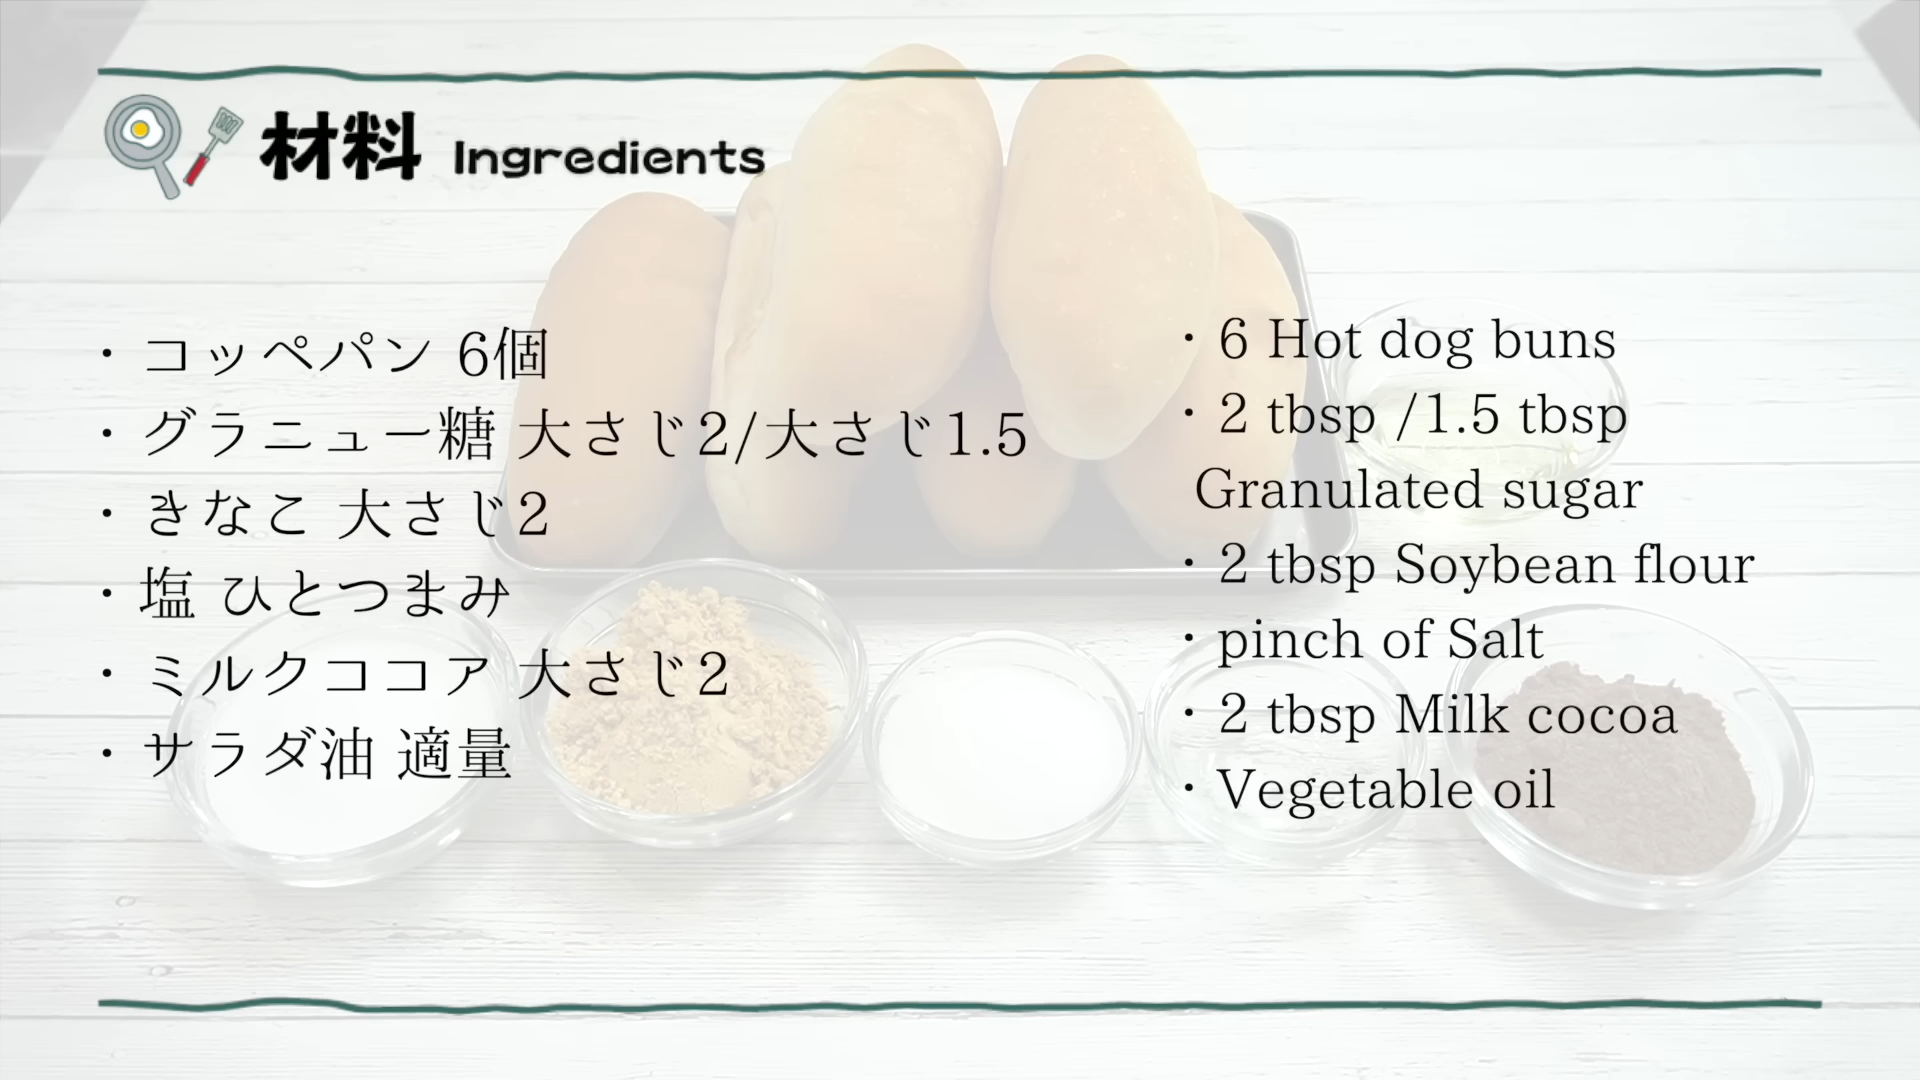 材料 Ingredients
・コッペパン 6個
・グラニュー糖 大さじ2/大さじ1.5
・きなこ 大さじ2
・塩 ひとつまみ
・ミルクココア 大さじ2
・サラダ油 適量
・6 Hot dog buns
・2 tbsp /1.5 tbsp
Granulated sugar
・2 tbsp Soybean flour
・pinch of Salt
・2 tbsp Milk cocoa
・Vegetable oil